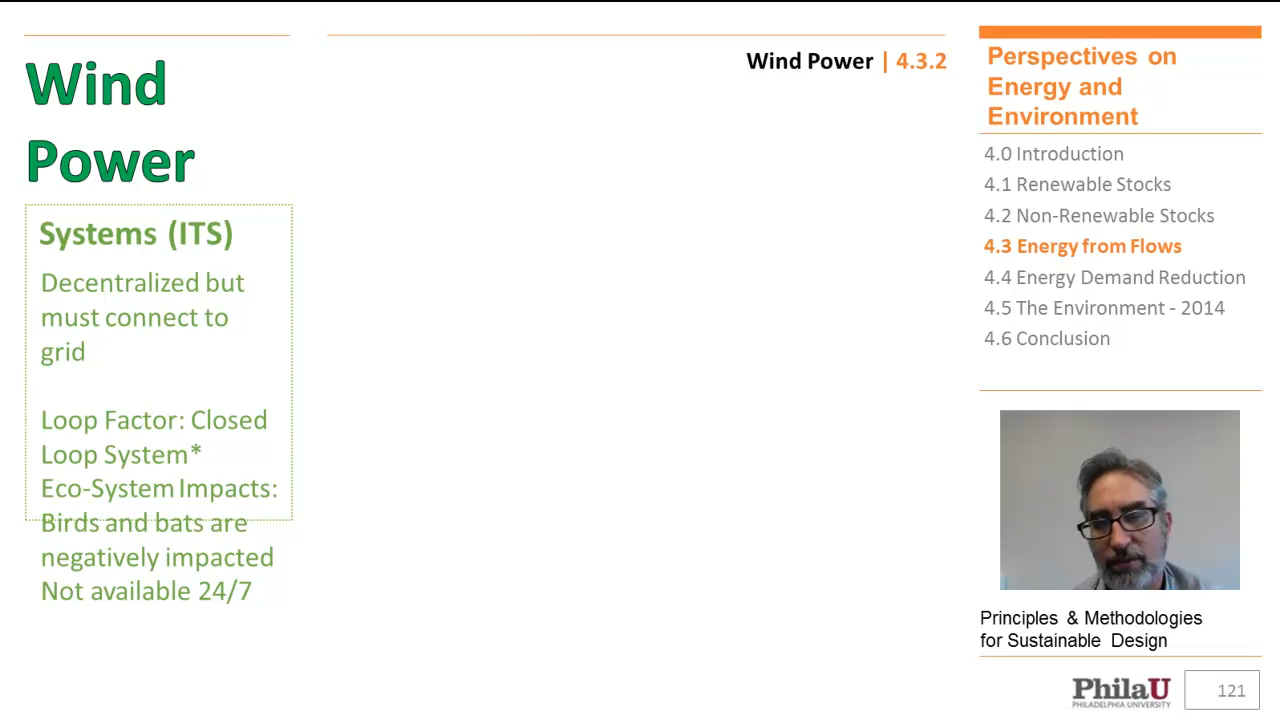 Wind
Power
Systems (ITS)
Decentralized but
must connect to
grid
Loop Factor: Closed
Loop System*
Eco-System Impacts:
Birds and bats are
negatively impacted
Not available 24/7
Wind Power | 4.3.2
Perspectives on
Energy and
Environment
4.0 Introduction
4.1 Renewable Stocks
4.2 Non-Renewable Stocks
4.3 Energy from Flows
4.4 Energy Demand Reduction
4.5 The Environment - 2014
4.6 Conclusion
Principles & Methodologies
for Sustainable Design
PhilaU
PHILADELPHIA UNIVERSITY
121